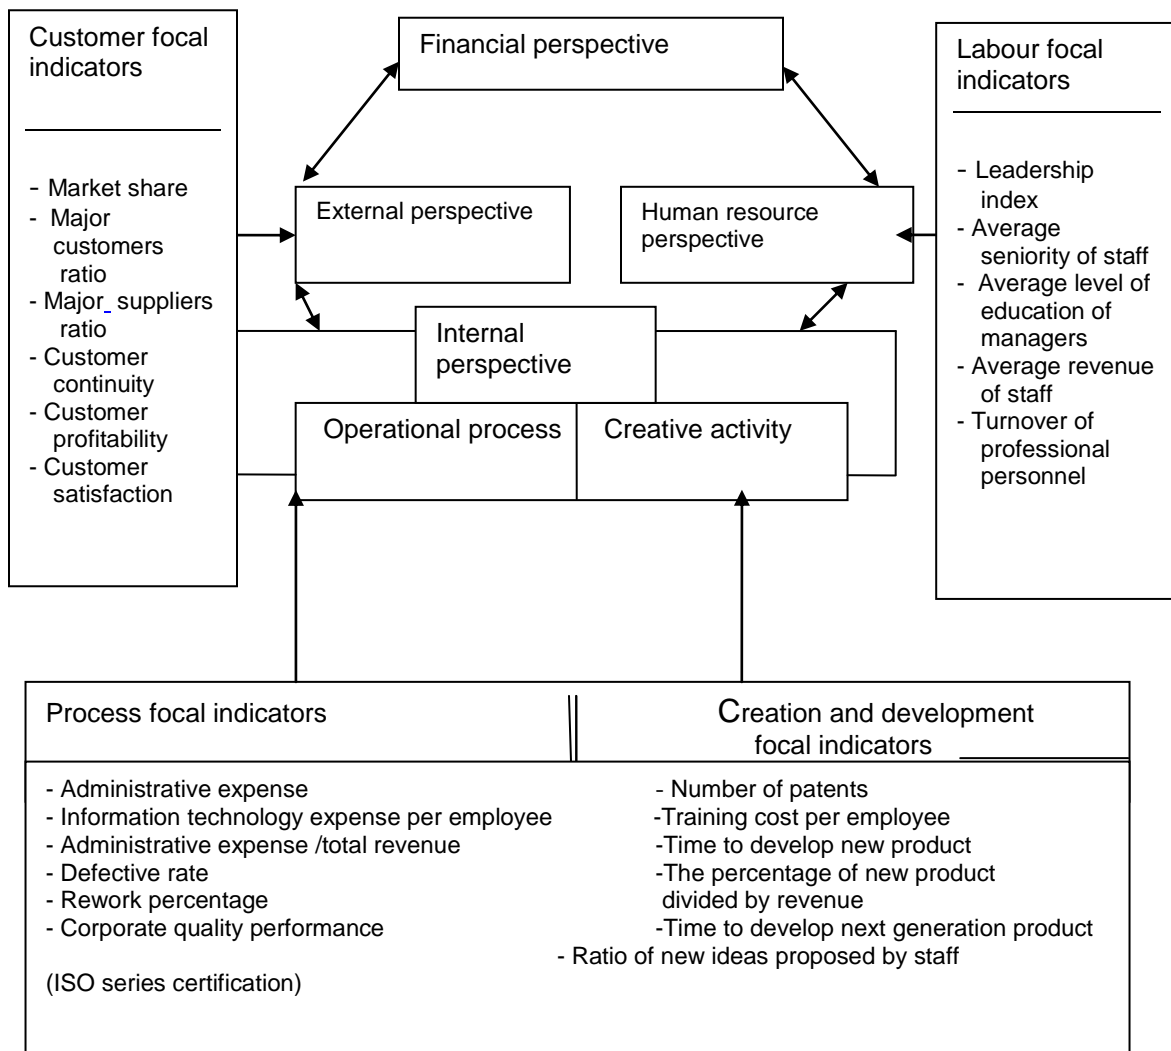 Customer focal
indicators
- Market share
- Major
customers
ratio
- Major suppliers
ratio
- Customer
continuity
- Customer
profitability
- Customer
satisfaction
Financial perspective
External perspective
Human resource
perspective
Internal
perspective
Operational process
Creative activity
Labour focal
indicators
- Leadership
index
- Average
seniority of staff
- Average level of
education of
managers
- Average revenue
of staff
- Turnover of
professional
personnel
Process focal indicators
- Administrative expense
- Information technology expense per employee
- Administrative expense /total revenue
- Defective rate
- Rework percentage
- Corporate quality performance
(ISO series certification)
Creation and development
focal indicators
- Number of patents
-Training cost per employee
-Time to develop new product
-The percentage of new product
divided by revenue
-Time to develop next generation product
- Ratio of new ideas proposed by staff